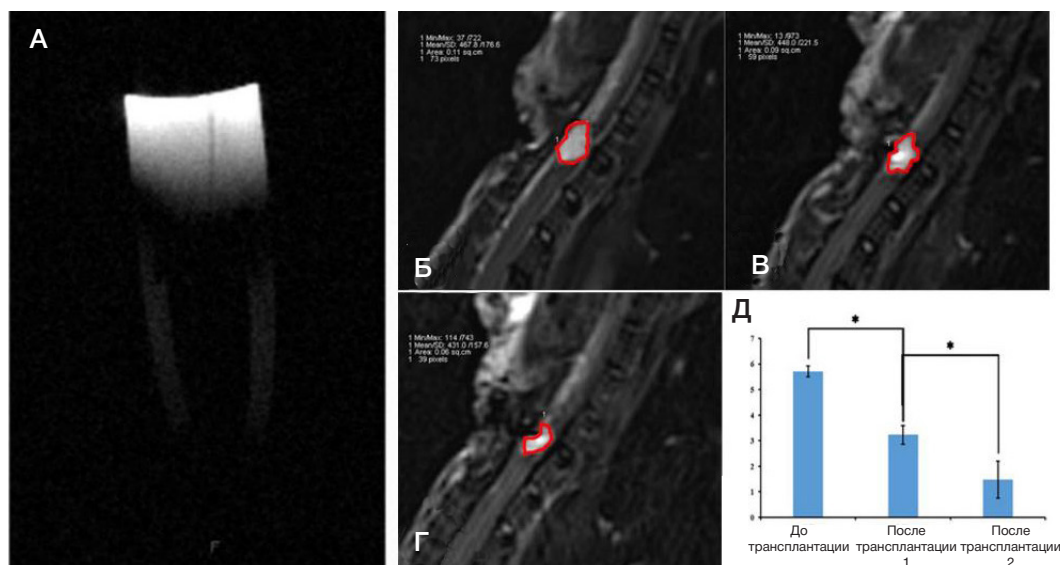 А
1 Min/Max: 37 /722
1 Mean/SD: 467.8 /176.6
1 Area: 0.11 sq.cm
1 73 pixels
1
Б
1 Min/Max: 13 /973
1 Mean/SD: 448.0 /221.5
1 Area: 0.09 sq.cm
1 59 pixels
1
В
1 Min/Max: 114 /743
1 Mean/SD: 431.0 /157.6
1 Area: 0.06 sq.cm
1 39 pixels
1
Г
Д
*
*
7
6
5
4
3
2
1
0
До трансплантации
После трансплантации 1
После трансплантации 2
F